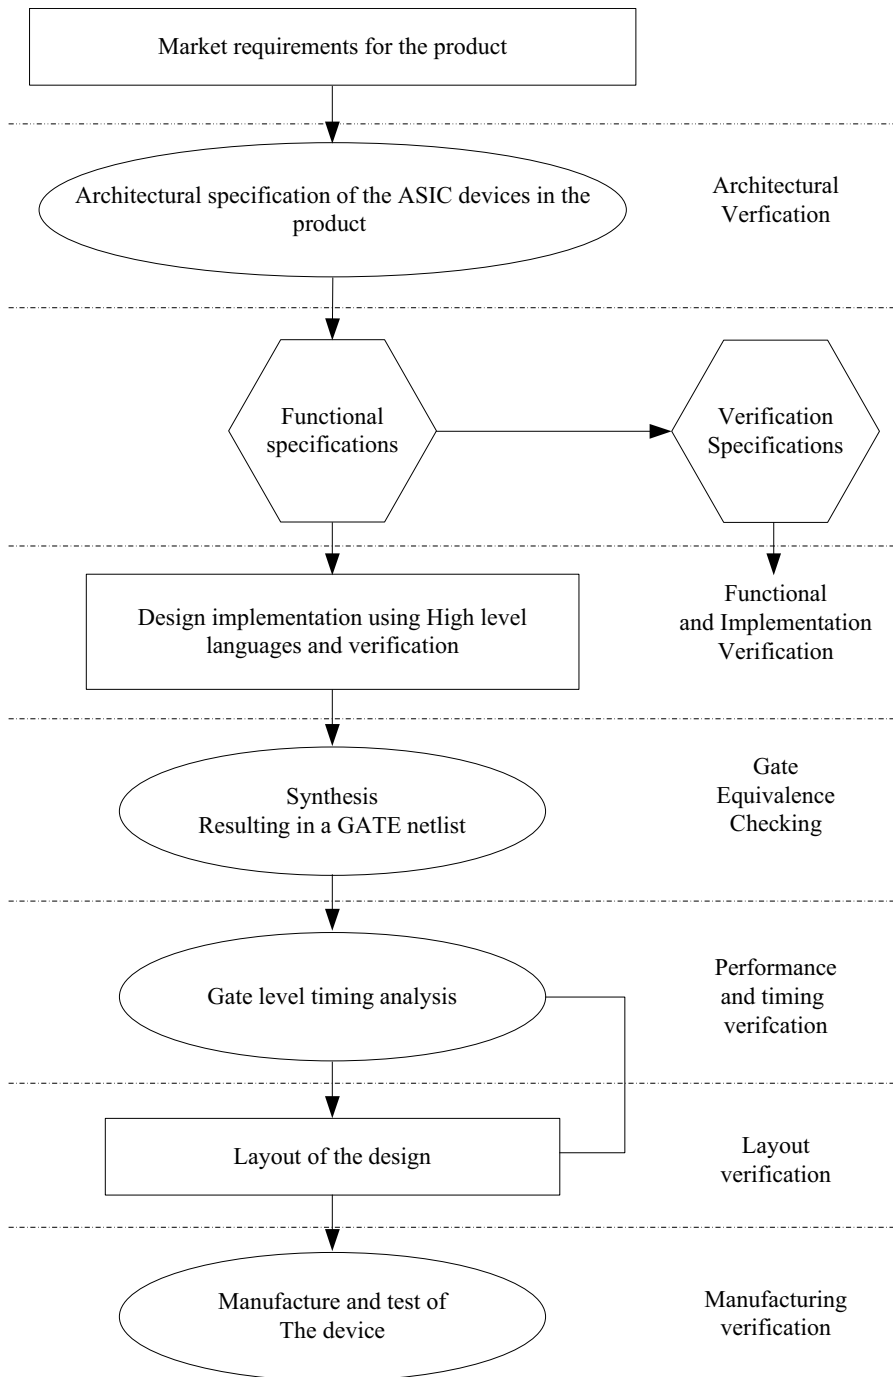 Market requirements for the product
Architectural specification of the ASIC devices in the
product
Architectural
Verfication
Functional
specifications
Verification
Specifications
Design implementation using High level
languages and verification
Functional
and Implementation
Verification
Synthesis
Resulting in a GATE netlist
Gate
Equivalence
Checking
Gate level timing analysis
Performance
and timing
verifcation
Layout of the design
Layout
verification
Manufacture and test of
The device
Manufacturing
verification